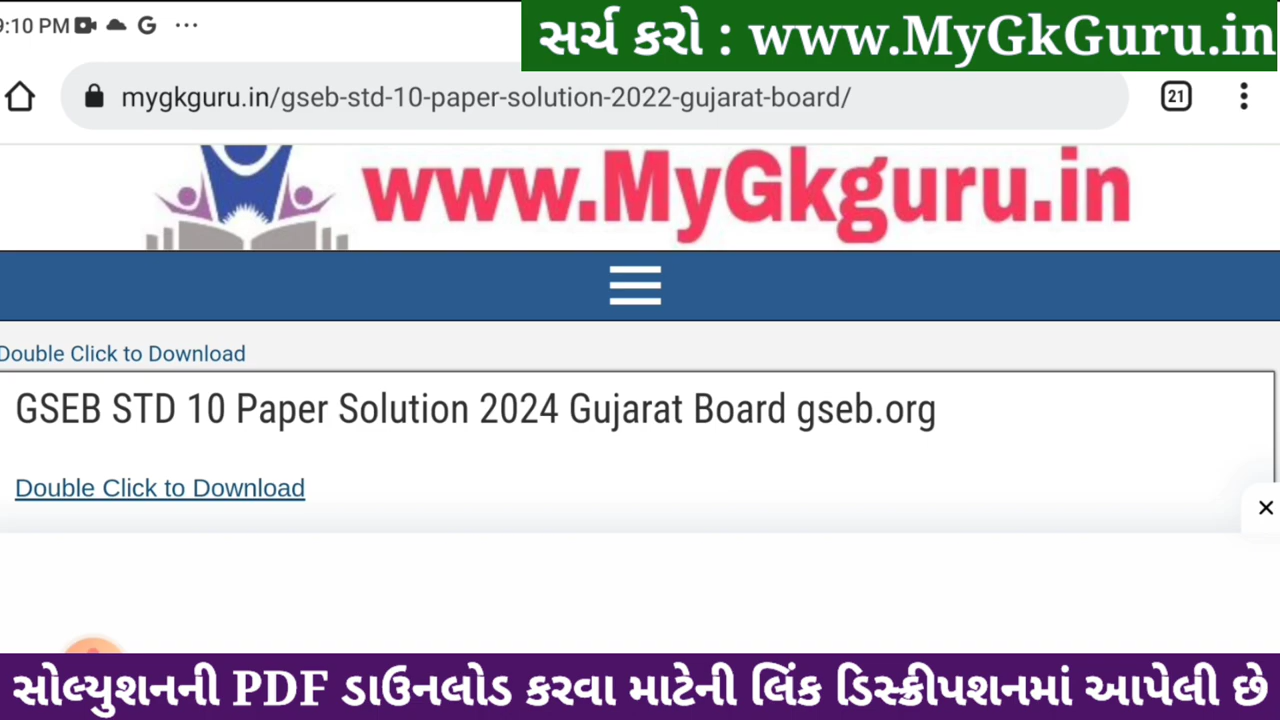 9:10 PM G ...
સર્ચ કરો : www.MyGkGuru.in
mygkguru.in/gseb-std-10-paper-solution-2022-gujarat-board/
21
www.MyGkguru.in
Double Click to Download
GSEB STD 10 Paper Solution 2024 Gujarat Board gseb.org
Double Click to Download
સોલ્યુશનની PDF ડાઉનલોડ કરવા માટેની લિંક ડિસ્ક્રીપશનમાં આપેલી છે